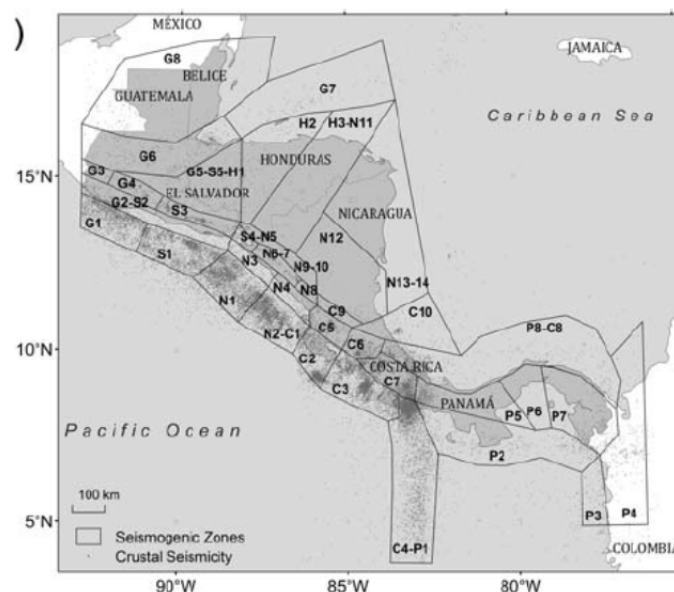 )
MÉXICO
JAMAICA
G8
BELICE
G7
GUATEMALA
Caribbean Sea
H2
H3-N11
15°N
G6
HONDURAS
G3
G4
G5-S5-H1
EL SALVADOR
G2-S2
S3
NICARAGUA
G1
S4-N5
N12
S1
N3
N6-7
N9-10
N4
N8
N13-14
N1
C9
C10
N2-C1
C5
P8-C8
10°N
C2
C6
COSTA RICA
C3
C7
PANAMÁ
P5
P6
P7
Pacific Ocean
P2
100 km
5°N
P3
P4
Seismogenic Zones
Crustal Seismicity
C4-P1
COLOMBIA
90°W
85°W
80°W